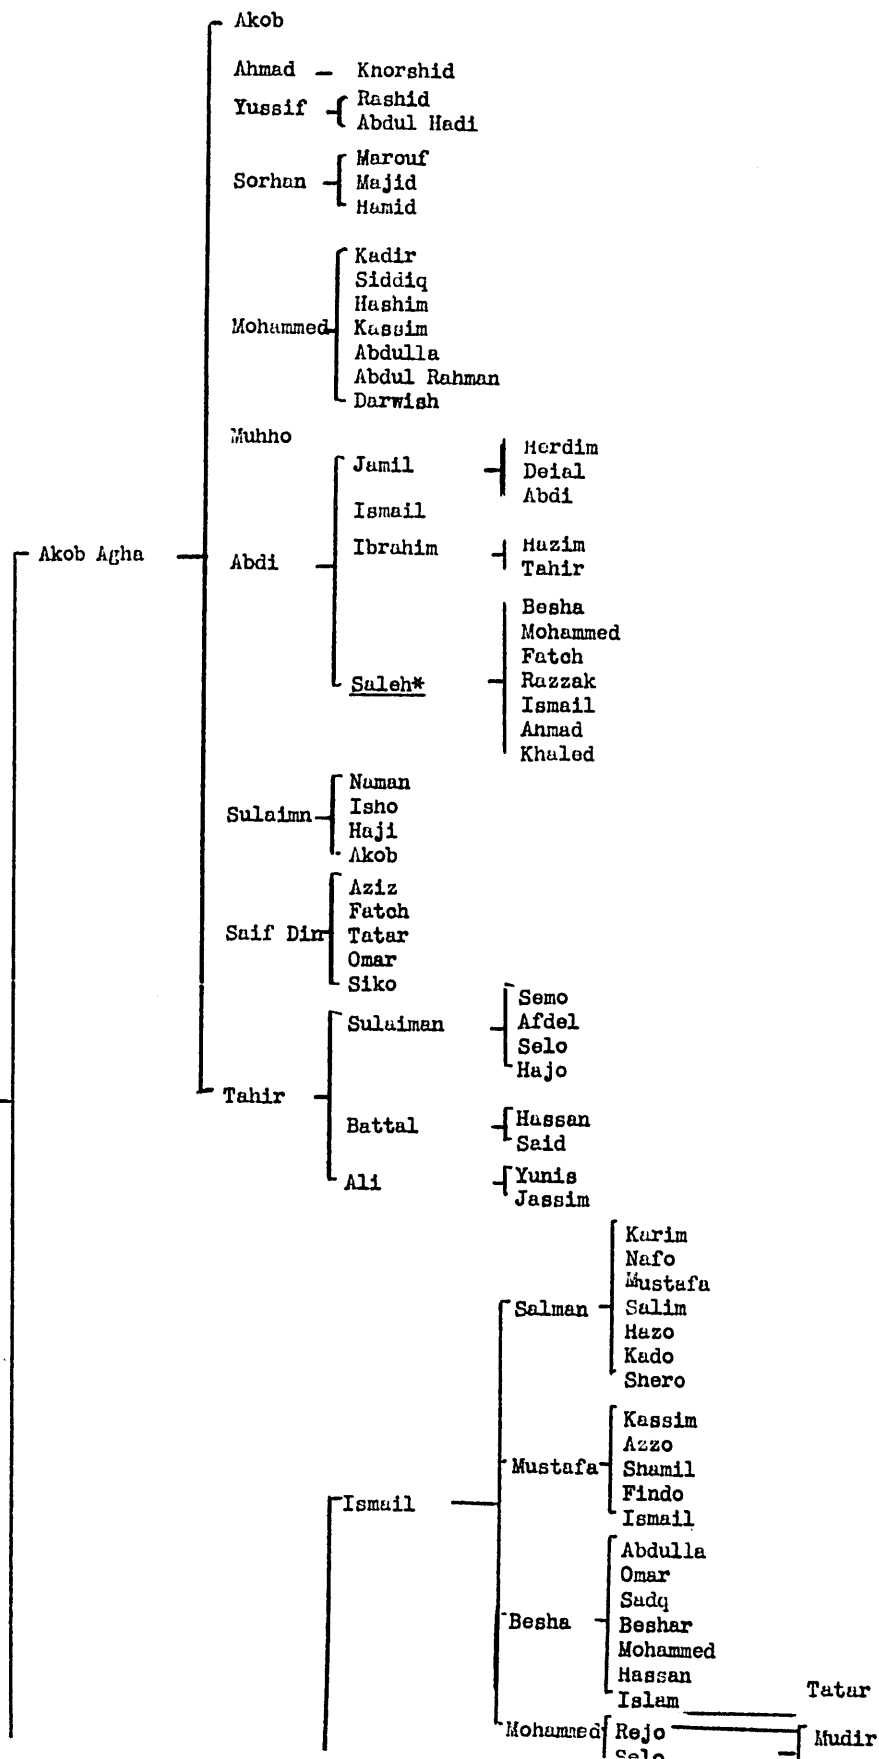 Akob
Ahmad - Knorshid
Yussif
Rashid
Abdul Hadi
Sorhan
Marouf
Majid
Hamid
Mohammed
Kadir
Siddiq
Hashim
Kassim
Abdulla
Abdul Rahman
Darwish
Muhho
Akob Agha
Abdi
Jamil
Herdim
Deial
Abdi
Ismail
Ibrahim
Hazim
Tahir
Saleh*
Besha
Mohammed
Fatch
Razzak
Ismail
Anmad
Khaled
Sulaimn
Naman
Isho
Haji
Akob
Saif Din
Aziz
Fatch
Tatar
Omar
Siko
Tahir
Sulaiman
Semo
Afdel
Selo
Hajo
Battal
Hassan
Said
Ali
Yunis
Jassim
Ismail
Salman
Karim
Nafo
Mustafa
Salim
Hazo
Kado
Shero
Mustafa
Kassim
Azzo
Shamil
Findo
Ismail
Besha
Abdulla
Omar
Sadq
Beshar
Mohammed
Hassan
Islam
Tatar
Mohammed
Rejo
Mudir
Selo